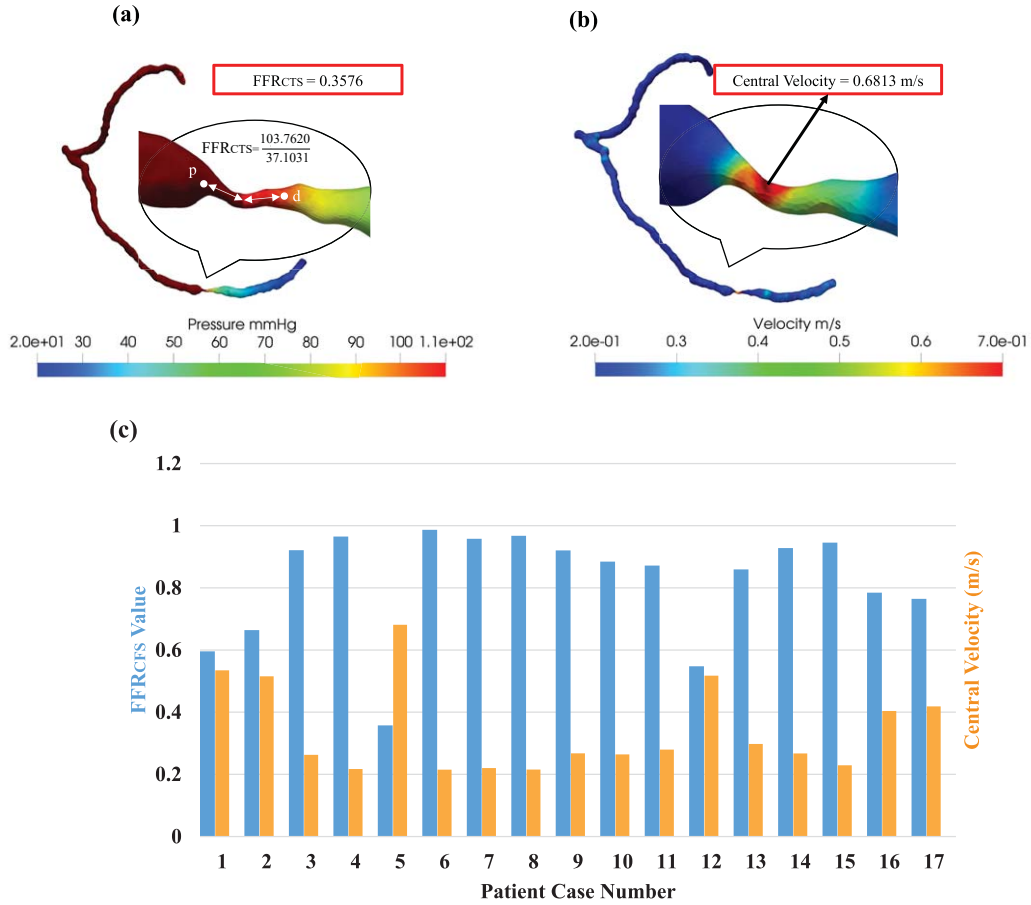 (a)
(b)
FFRCTS = 0.3576
Central Velocity = 0.6813 m/s
FFRCTS=103.7620
37.1031
p
d
Pressure mmHg
2.0e+01 30 40 50 60 70 80 90 100 1.1e+02
Velocity m/s
2.0e-01 0.3 0.4 0.5 0.6 7.0e-01
(c)
1.2
1
0.8
0.6
0.4
0.2
0
FFRCFS Value
Central Velocity (m/s)
1 2 3 4 5 6 7 8 9 10 11 12 13 14 15 16 17
Patient Case Number